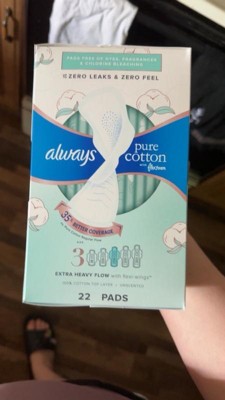 PADS FREE OF DYES, FRAGRANCES
& CHLORINE BLEACHING
ZERO LEAKS & ZERO FEEL
always
pure
cotton
with FlexFoam
35% BETTER COVERAGE
3
EXTRA HEAVY FLOW with flexi-wings
UNSCENTED
22 PADS